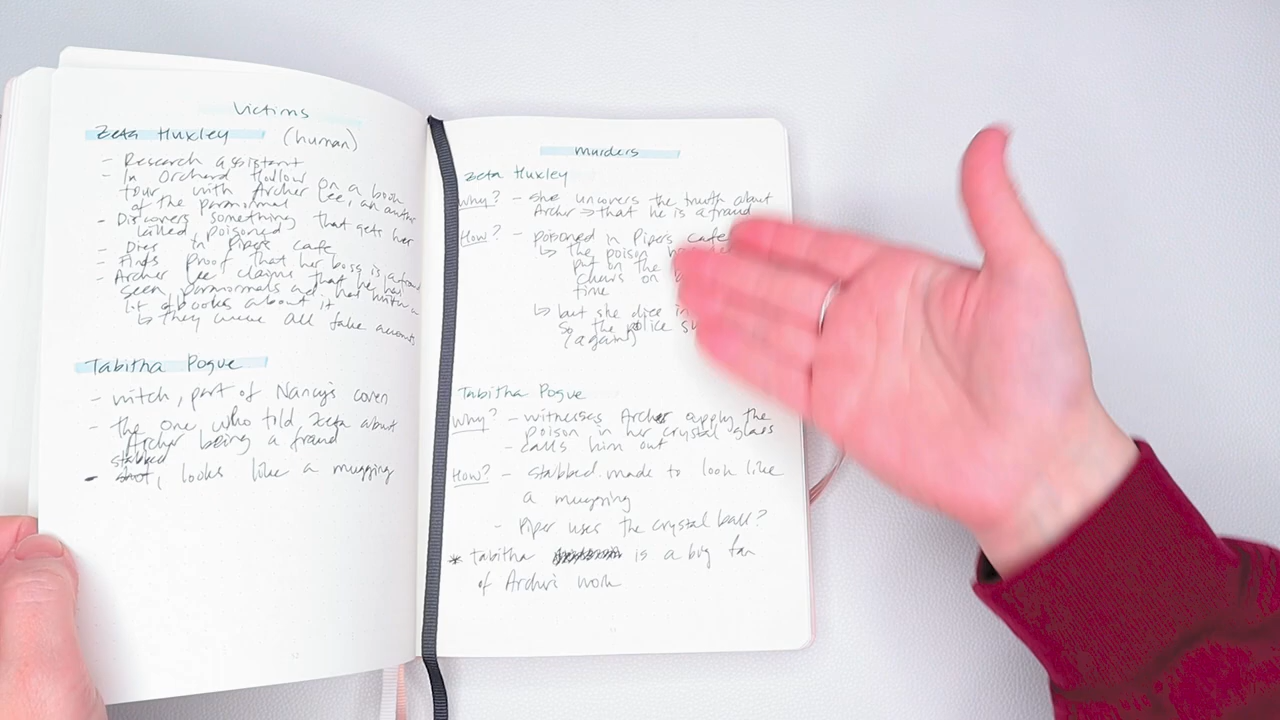 Victims
Zeta Huxley (human)
- Research assistant
- In Orchard Hollow on a book
tour with Archer Lee, an author
of the paranormal
- Discovers something that gets her
killed, poisoned
- Dies in Piper's cafe
- Finds proof that her boss is a fraud
- Archer Lee claims that he has
seen paranormals and has written a
lot of books about it
↳ they were all fake accounts
Tabitha Pogue
- witch, part of Nancy's coven
- the one who told Zeta about
Archer being a fraud
stabbed
- shot, looks like a mugging
murders
Zeta Huxley
Why? - she uncovers the truth about
Archer → that he is a fraud
How? - poisoned in Piper's cafe
↳ the poison
put on the
chews on
time
↳ but she dies in
so the police
(again)
Tabitha Pogue
Why? - witnesses Archer apply the
poison in her crystal glass
- calls him out
How? - stabbed, made to look like
a mugging
- Piper uses the crystal ball?
* Tabitha is a big fan
of Archer's work